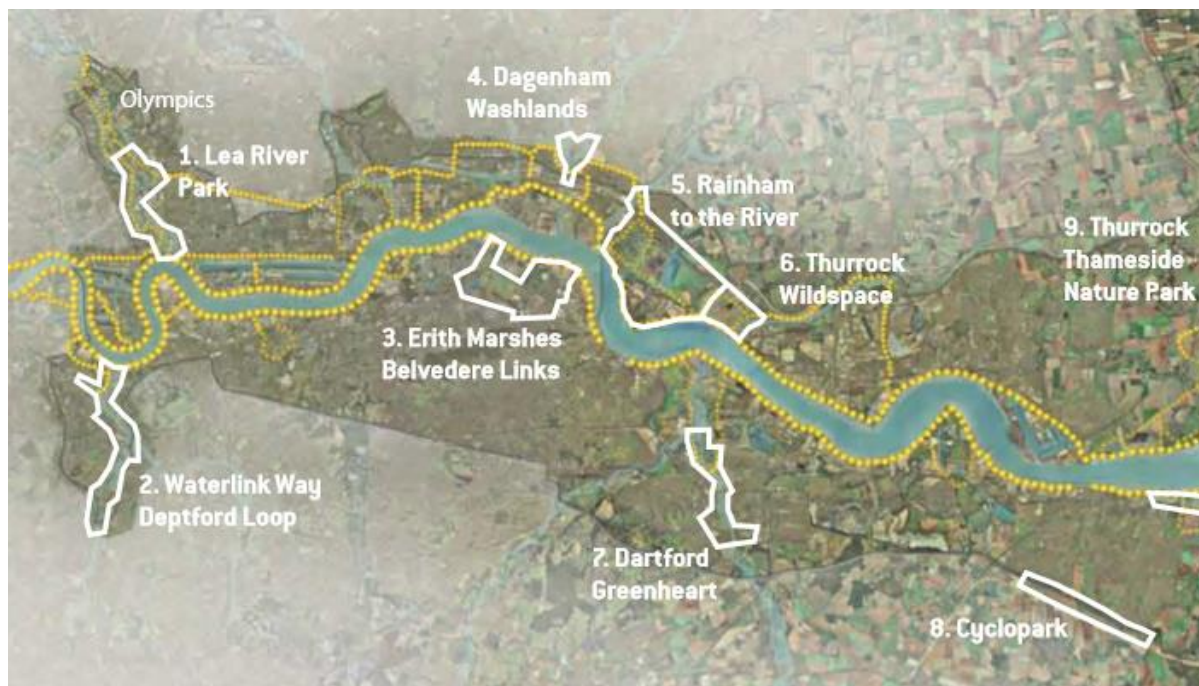 Olympics
1. Lea River
Park
2. Waterlink Way
Deptford Loop
3. Erith Marshes
Belvedere Links
4. Dagenham
Washlands
5. Rainham
to the River
6. Thurrock
Wildspace
7. Dartford
Greenheart
8. Cyclopark
9. Thurrock
Thameside
Nature Park